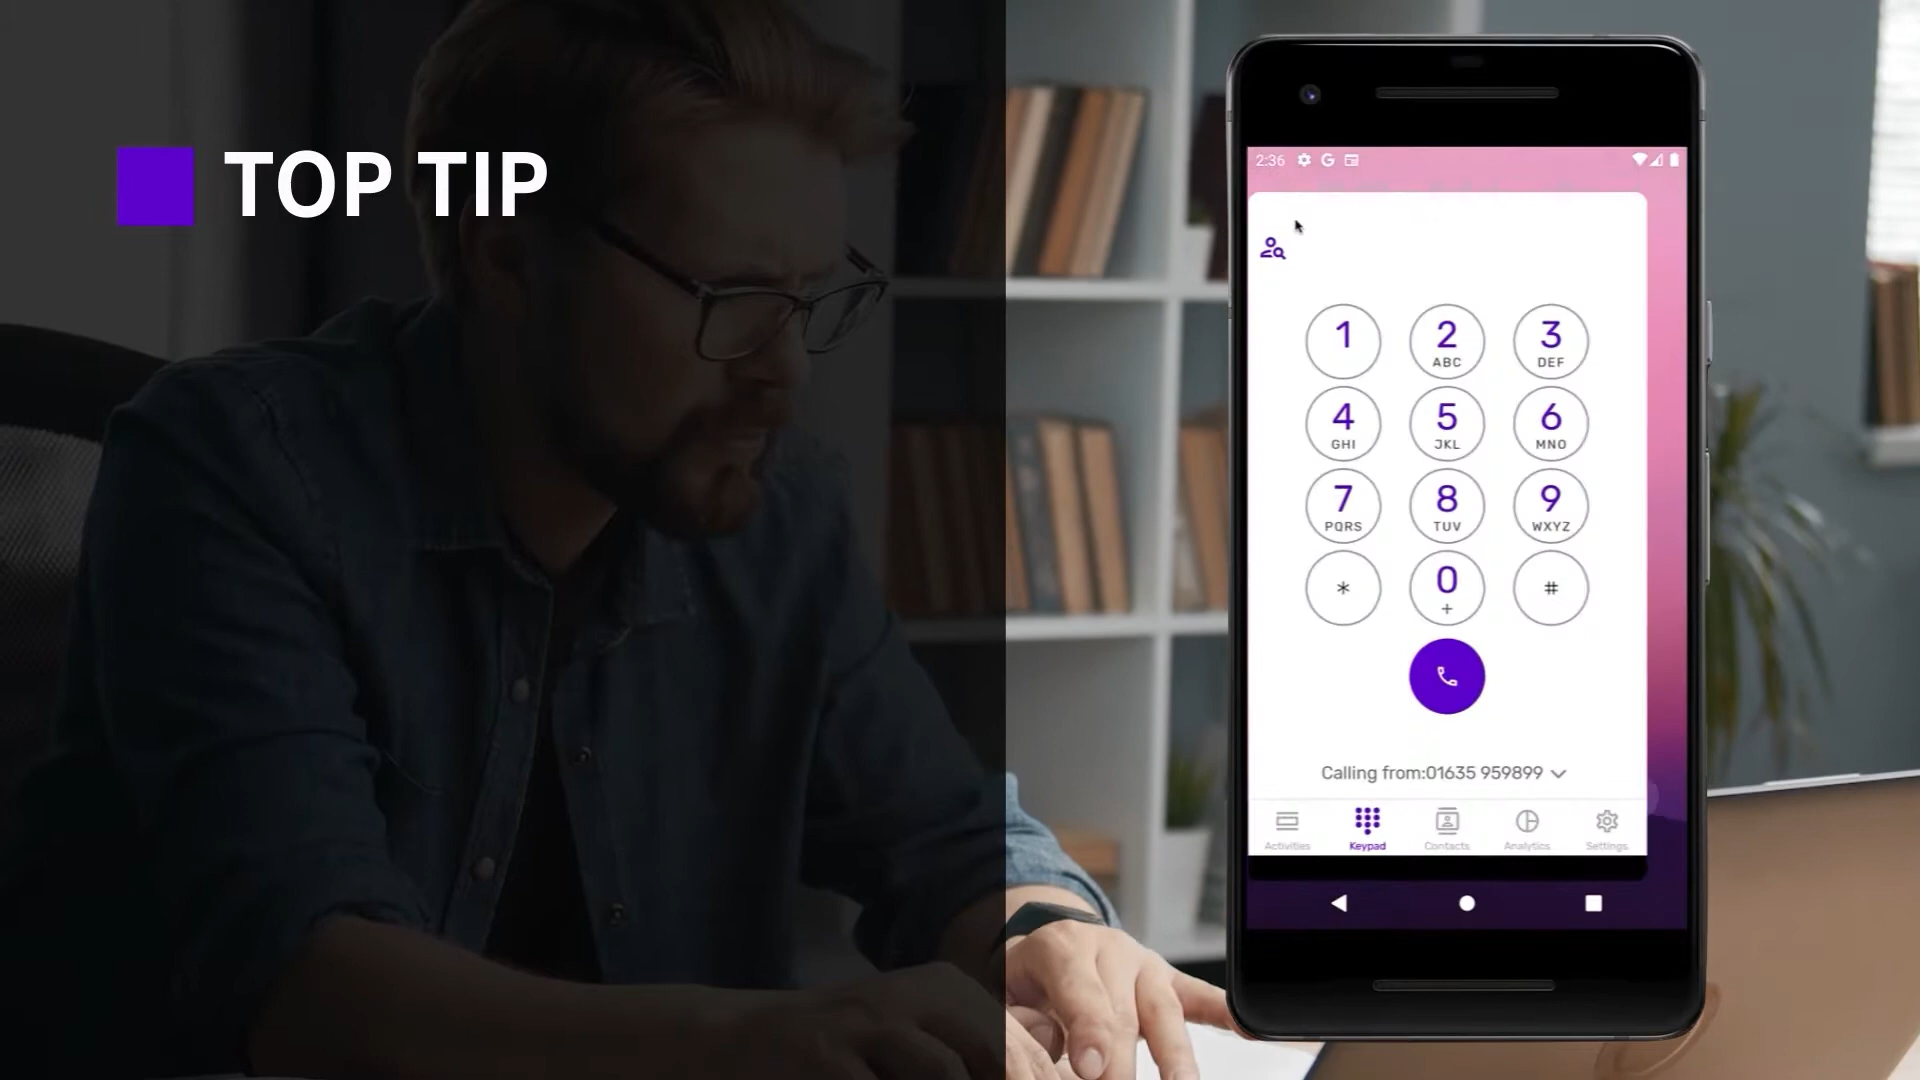 TOP TIP
2:36
1
2
ABC
3
DEF
4
GHI
5
JKL
6
MNO
7
PQRS
8
TUV
9
WXYZ
*
0
+
#
Calling from:01635 959899
Activities
Keypad
Contacts
Analytics
Settings